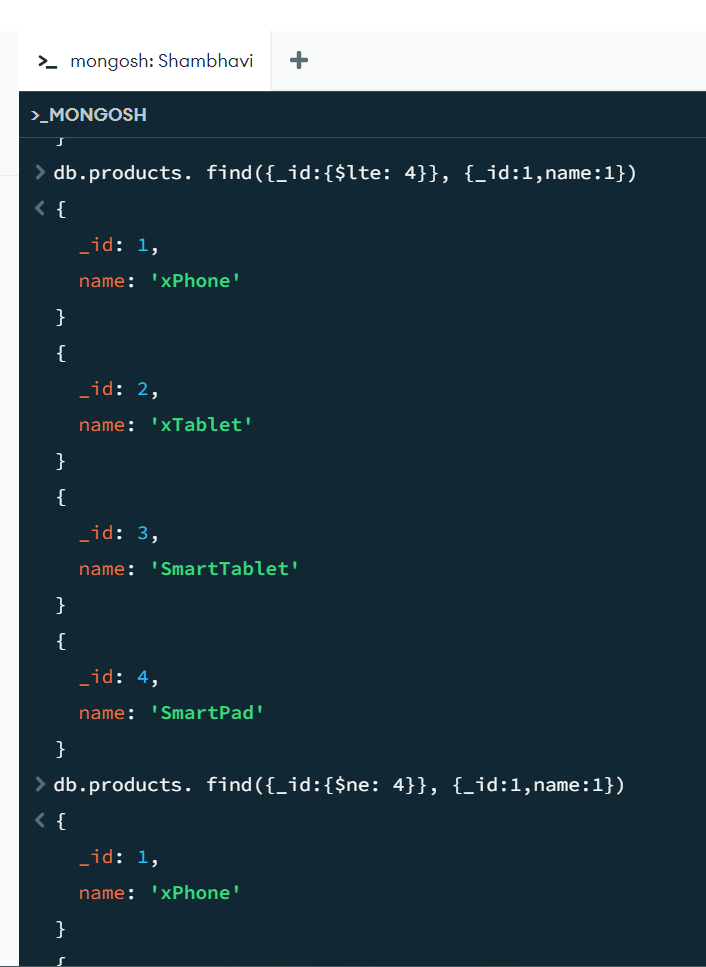 >_ mongosh: Shambhavi +
>_MONGOSH
}
> db.products. find({_id:{$lte: 4}}, {_id:1,name:1})
< {
_id: 1,
name: 'xPhone'
}
{
_id: 2,
name: 'xTablet'
}
{
_id: 3,
name: 'SmartTablet'
}
{
_id: 4,
name: 'SmartPad'
}
> db.products. find({_id:{$ne: 4}}, {_id:1,name:1})
< {
_id: 1,
name: 'xPhone'
}
{